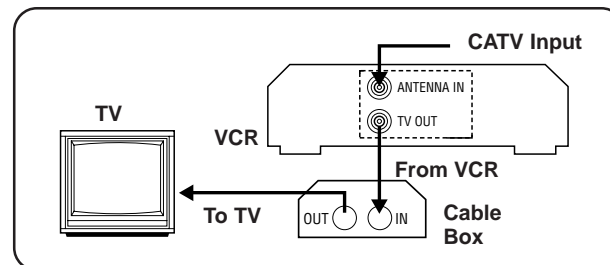 CATV Input
ANTENNA IN
TV
TV OUT
VCR
From VCR
To TV
OUT
IN
Cable
Box